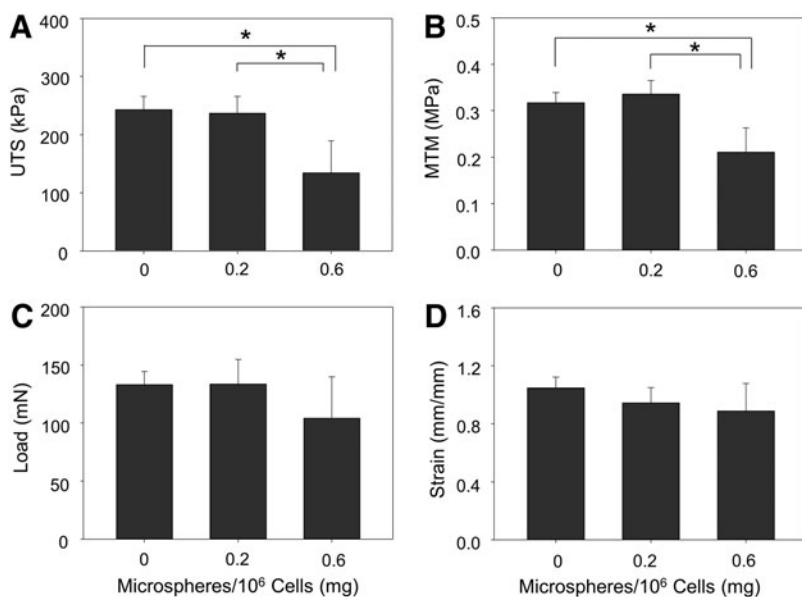 A
UTS (kPa)
400
300
200
100
0
*
*
0 0.2 0.6
B
MTM (MPa)
0.5
0.4
0.3
0.2
0.1
0.0
*
*
0 0.2 0.6
C
Load (mN)
200
150
100
50
0
0 0.2 0.6
Microspheres/10⁶ Cells (mg)
D
Strain (mm/mm)
1.6
1.2
0.8
0.4
0.0
0 0.2 0.6
Microspheres/10⁶ Cells (mg)